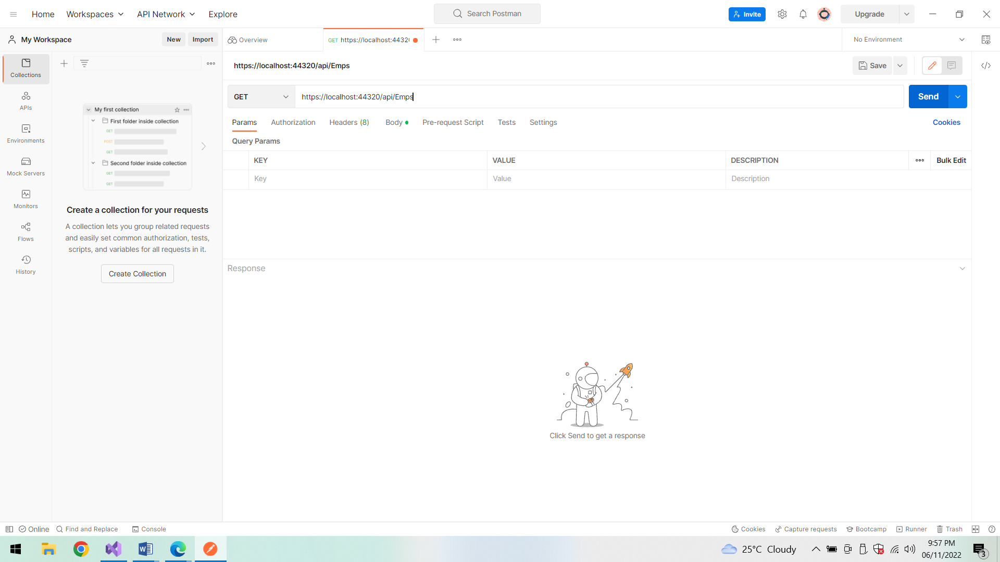 Home Workspaces API Network Explore
Search Postman
Invite
Upgrade
My Workspace New Import
Overview
GET https://localhost:4432
No Environment
Collections
APIs
Environments
Mock Servers
Monitors
Flows
History
My first collection
First folder inside collection
GET
POST
GET
Second folder inside collection
GET
GET
Create a collection for your requests
A collection lets you group related requests
and easily set common authorization, tests,
scripts, and variables for all requests in it.
Create Collection
https://localhost:44320/api/Emps
Save
GET https://localhost:44320/api/Emps Send
Params Authorization Headers (8) Body Pre-request Script Tests Settings Cookies
Query Params
KEY VALUE DESCRIPTION Bulk Edit
Key Value Description
Response
Click Send to get a response
Online Find and Replace Console
Cookies Capture requests Bootcamp Runner Trash
25°C Cloudy
9:57 PM
06/11/2022
3